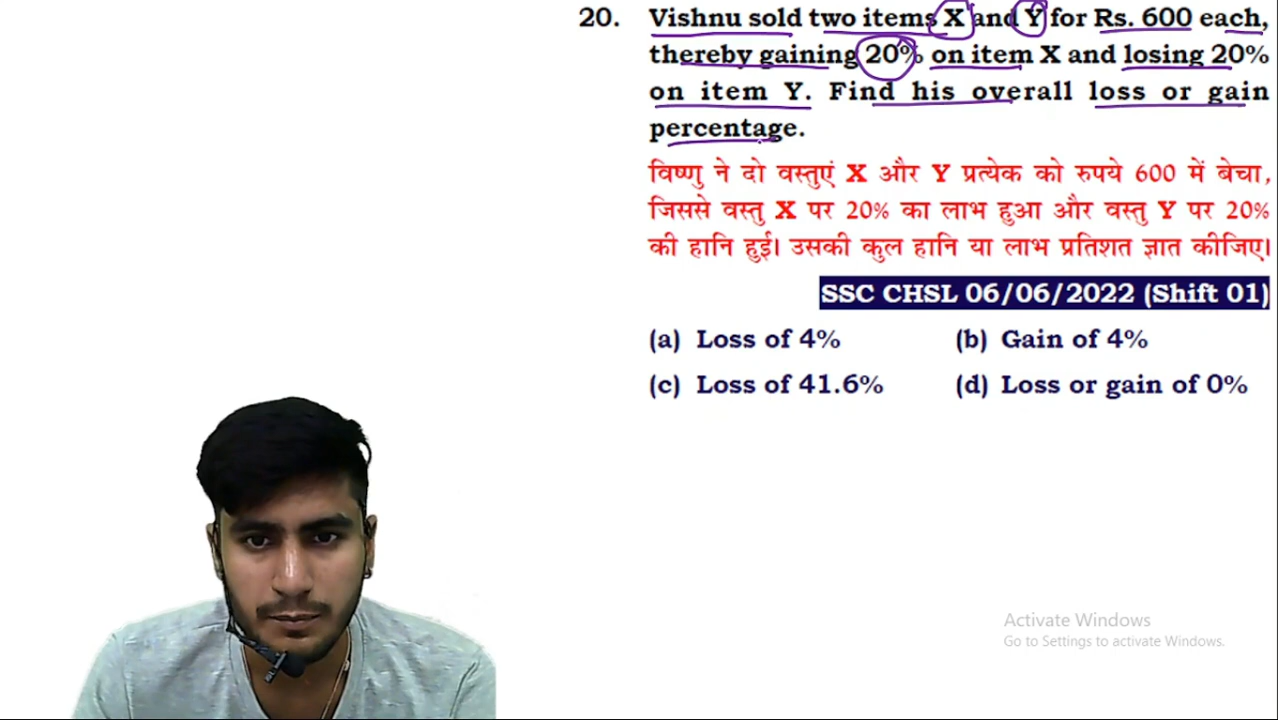 20. Vishnu sold two items X and Y for Rs. 600 each,
thereby gaining 20% on item X and losing 20%
on item Y. Find his overall loss or gain
percentage.
विष्णु ने दो वस्तुएं X और Y प्रत्येक को रुपये 600 में बेचा,
जिससे वस्तु X पर 20% का लाभ हुआ और वस्तु Y पर 20%
की हानि हुई। उसकी कुल हानि या लाभ प्रतिशत ज्ञात कीजिए।
SSC CHSL 06/06/2022 (Shift 01)
(a) Loss of 4% (b) Gain of 4%
(c) Loss of 41.6% (d) Loss or gain of 0%
Activate Windows
Go to Settings to activate Windows.